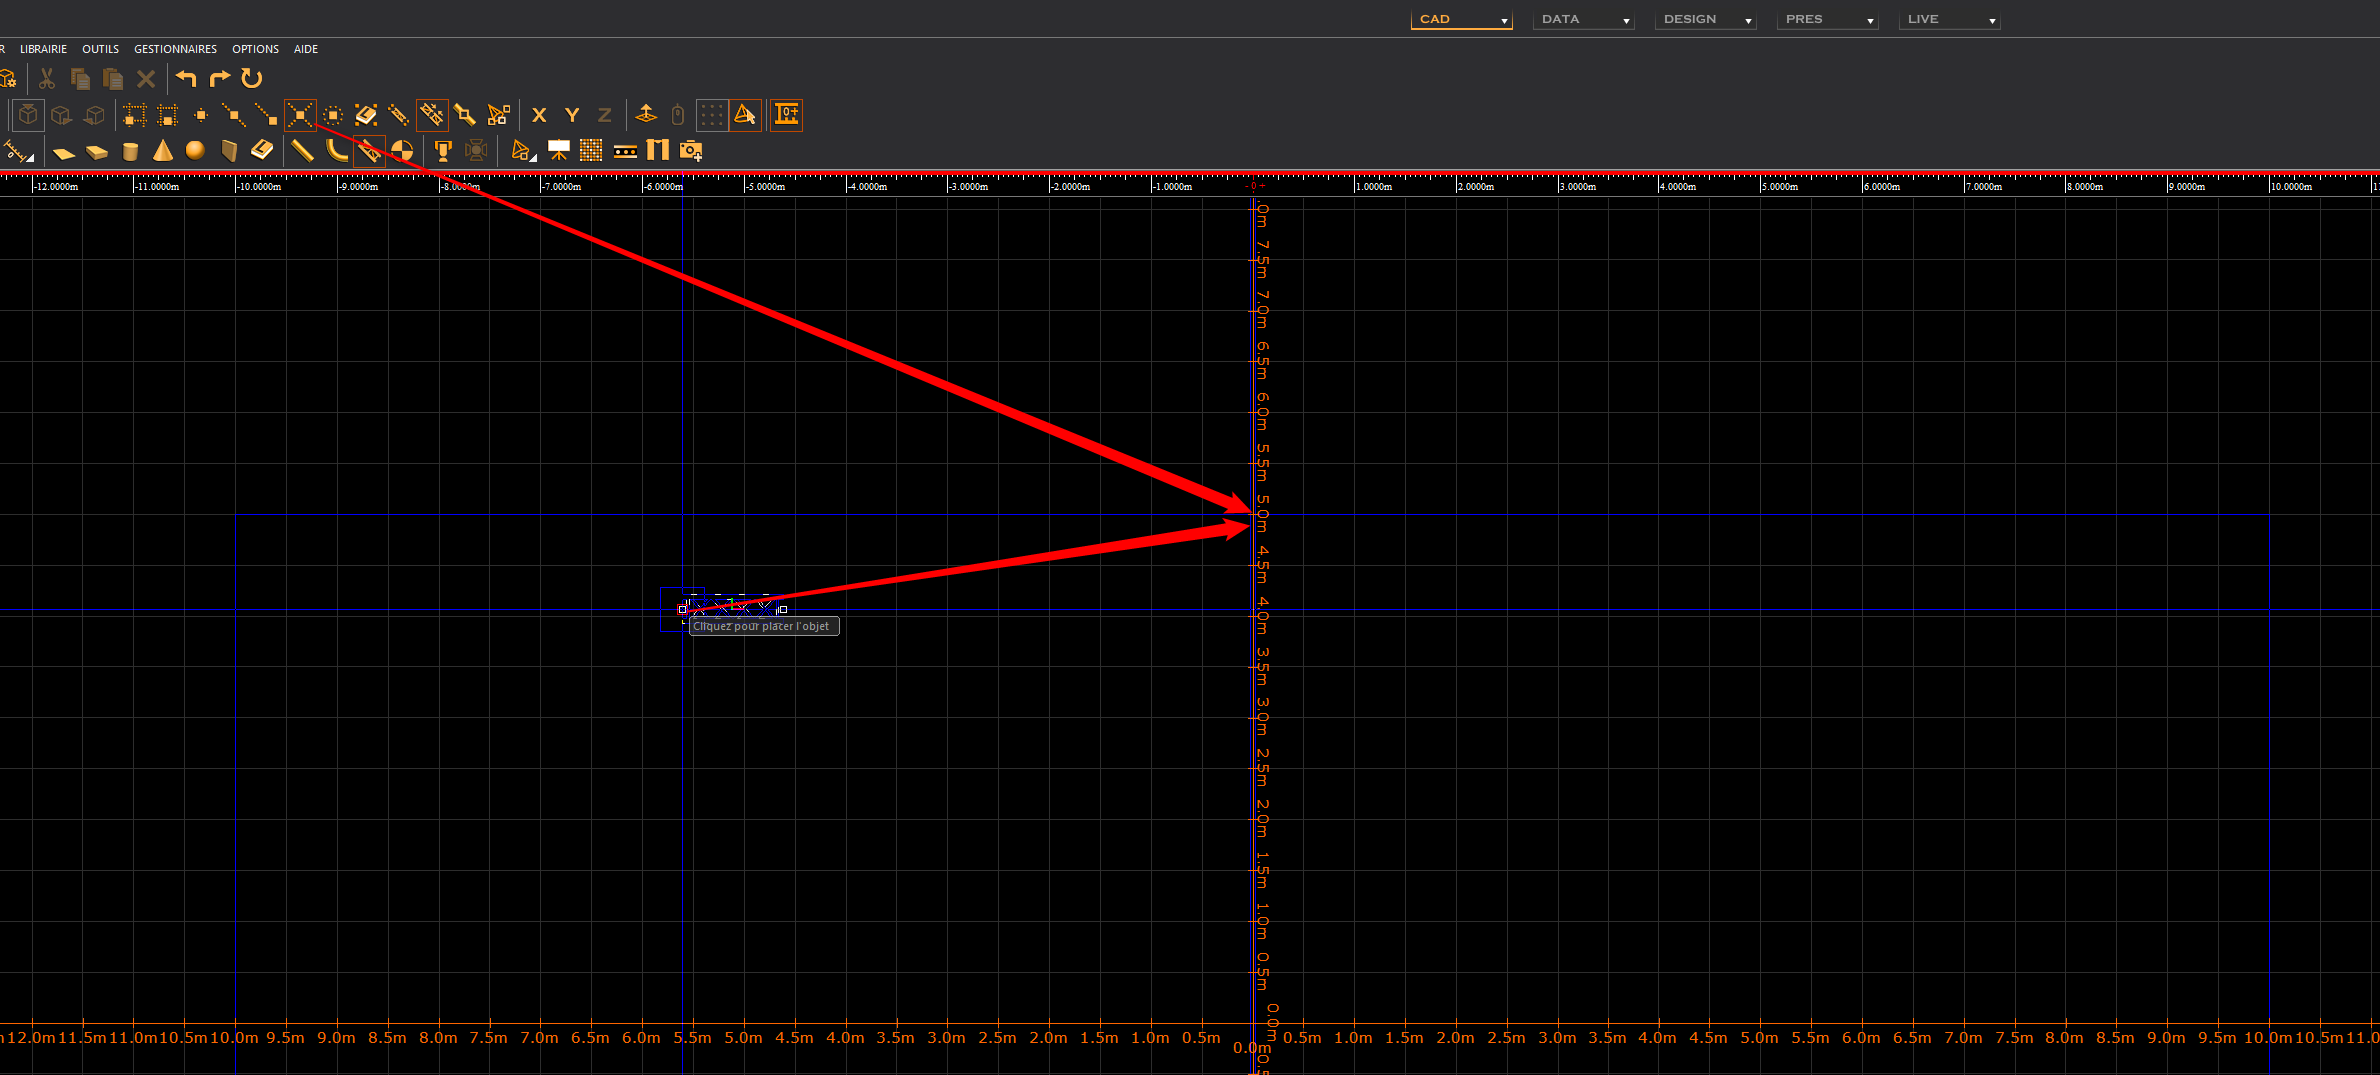 CAD DATA DESIGN PRES LIVE
R LIBRAIRIE OUTILS GESTIONNAIRES OPTIONS AIDE
X Y Z
0+
-12.0000m -11.0000m -10.0000m -9.0000m -8.0000m -7.0000m -6.0000m -5.0000m -4.0000m -3.0000m -2.0000m -1.0000m - 0 + 1.0000m 2.0000m 3.0000m 4.0000m 5.0000m 6.0000m 7.0000m 8.0000m 9.0000m 10.0000m 1
.0m
7.5m
7.0m
6.5m
6.0m
5.5m
5.0m
4.5m
4.0m
Cliquez pour placer l'objet
3.5m
3.0m
2.5m
2.0m
1.5m
1.0m
0.5m
0.0m
12.0m 11.5m 11.0m 10.5m 10.0m 9.5m 9.0m 8.5m 8.0m 7.5m 7.0m 6.5m 6.0m 5.5m 5.0m 4.5m 4.0m 3.5m 3.0m 2.5m 2.0m 1.5m 1.0m 0.5m 0.0m 0.5m 1.0m 1.5m 2.0m 2.5m 3.0m 3.5m 4.0m 4.5m 5.0m 5.5m 6.0m 6.5m 7.0m 7.5m 8.0m 8.5m 9.0m 9.5m 10.0m 10.5m 11.0
0.5